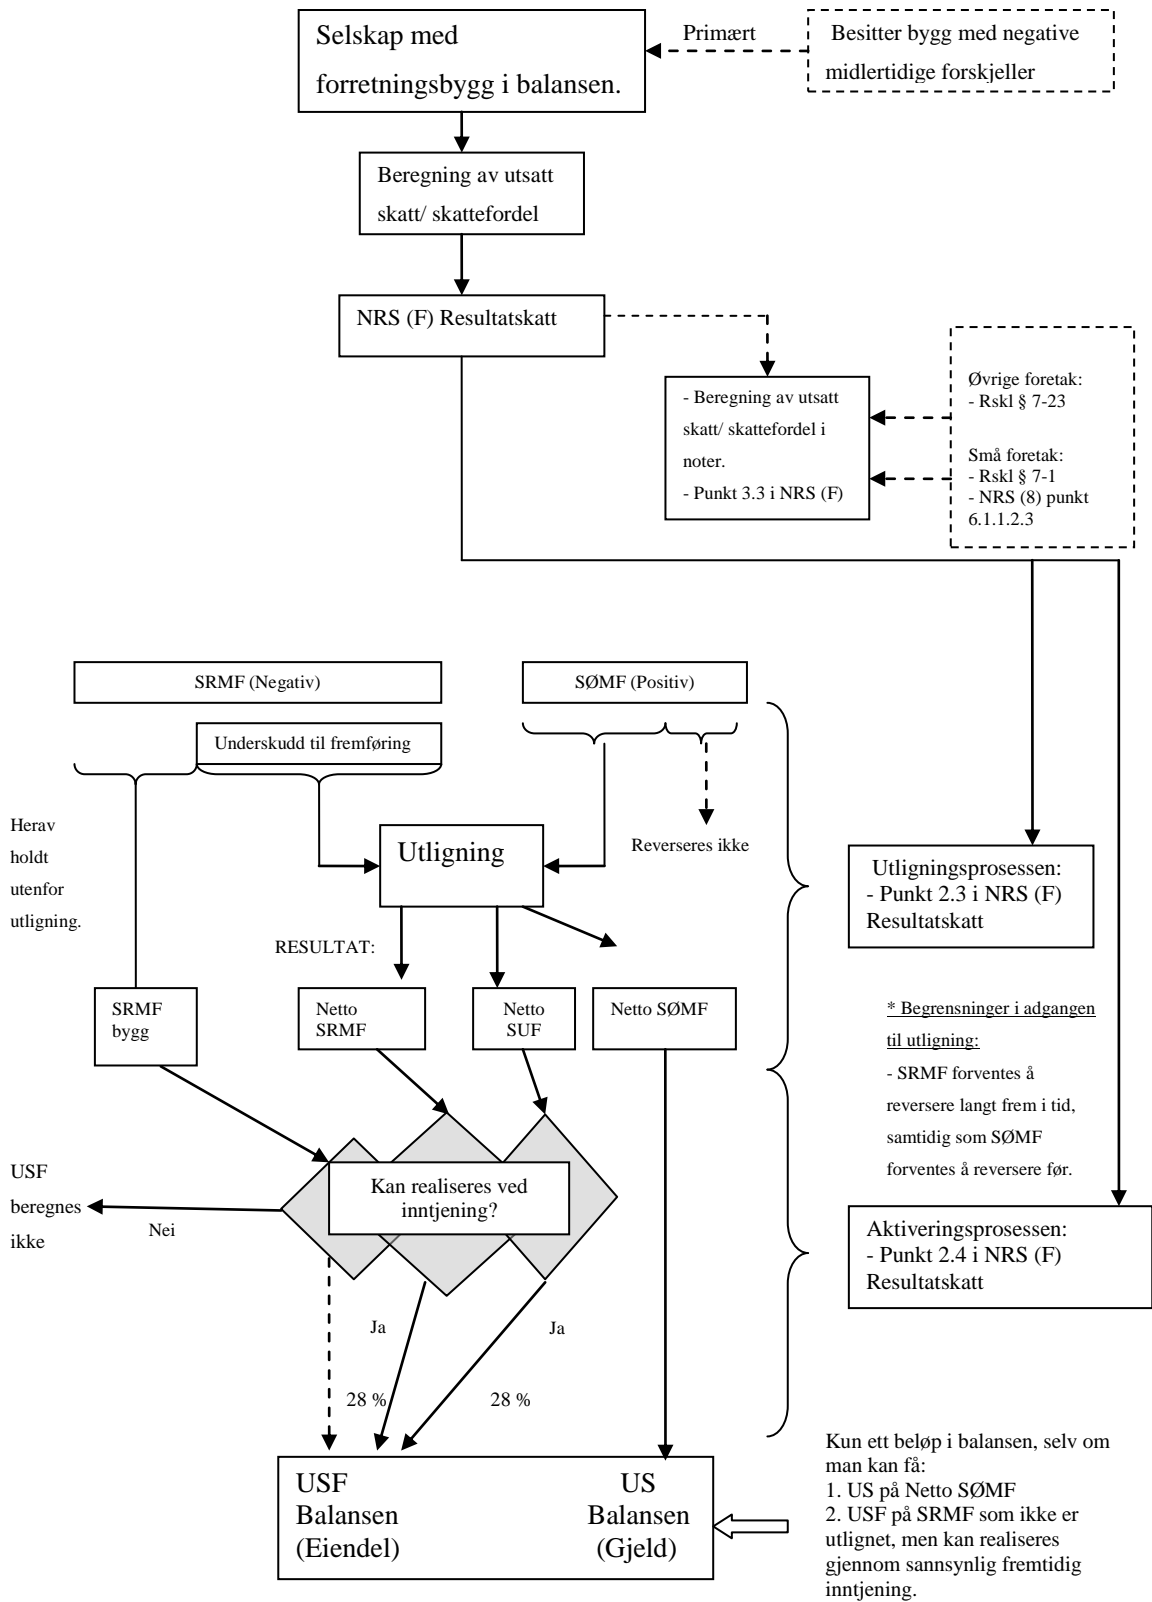 Selskap med
forretningsbygg i balansen.
Primært
Besitter bygg med negative
midlertidige forskjeller
Beregning av utsatt
skatt/ skattefordel
NRS (F) Resultatskatt
- Beregning av utsatt
skatt/ skattefordel i
noter.
- Punkt 3.3 i NRS (F)
Øvrige foretak:
- Rskl § 7-23
Små foretak:
- Rskl § 7-1
- NRS (8) punkt
6.1.1.2.3
SRMF (Negativ)
SØMF (Positiv)
Underskudd til fremføring
Herav
holdt
utenfor
utligning.
Utligning
Reverseres ikke
Utligningsprosessen:
- Punkt 2.3 i NRS (F)
Resultatskatt
RESULTAT:
SRMF
bygg
Netto
SRMF
Netto
SUF
Netto SØMF
* Begrensninger i adgangen
til utligning:
- SRMF forventes å
reversere langt frem i tid,
samtidig som SØMF
forventes å reversere før.
USF
beregnes
ikke
Nei
Kan realiseres ved
inntjening?
Aktiveringsprosessen:
- Punkt 2.4 i NRS (F)
Resultatskatt
Ja
Ja
28 %
28 %
USF
Balansen
(Eiendel)
US
Balansen
(Gjeld)
Kun ett beløp i balansen, selv om
man kan få:
1. US på Netto SØMF
2. USF på SRMF som ikke er
utlignet, men kan realiseres
gjennom sannsynlig fremtidig
inntjening.